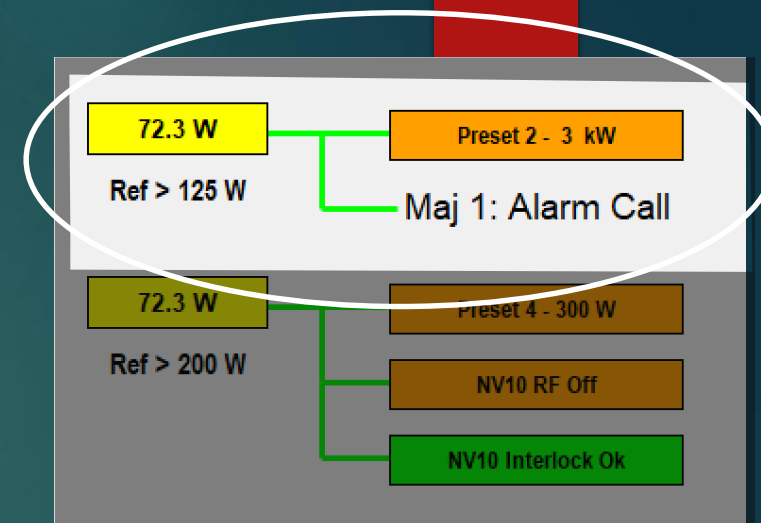 72.3 W
Preset 2 - 3 kW
Ref > 125 W
Maj 1: Alarm Call
72.3 W
Preset 4 - 300 W
Ref > 200 W
NV10 RF Off
NV10 Interlock Ok